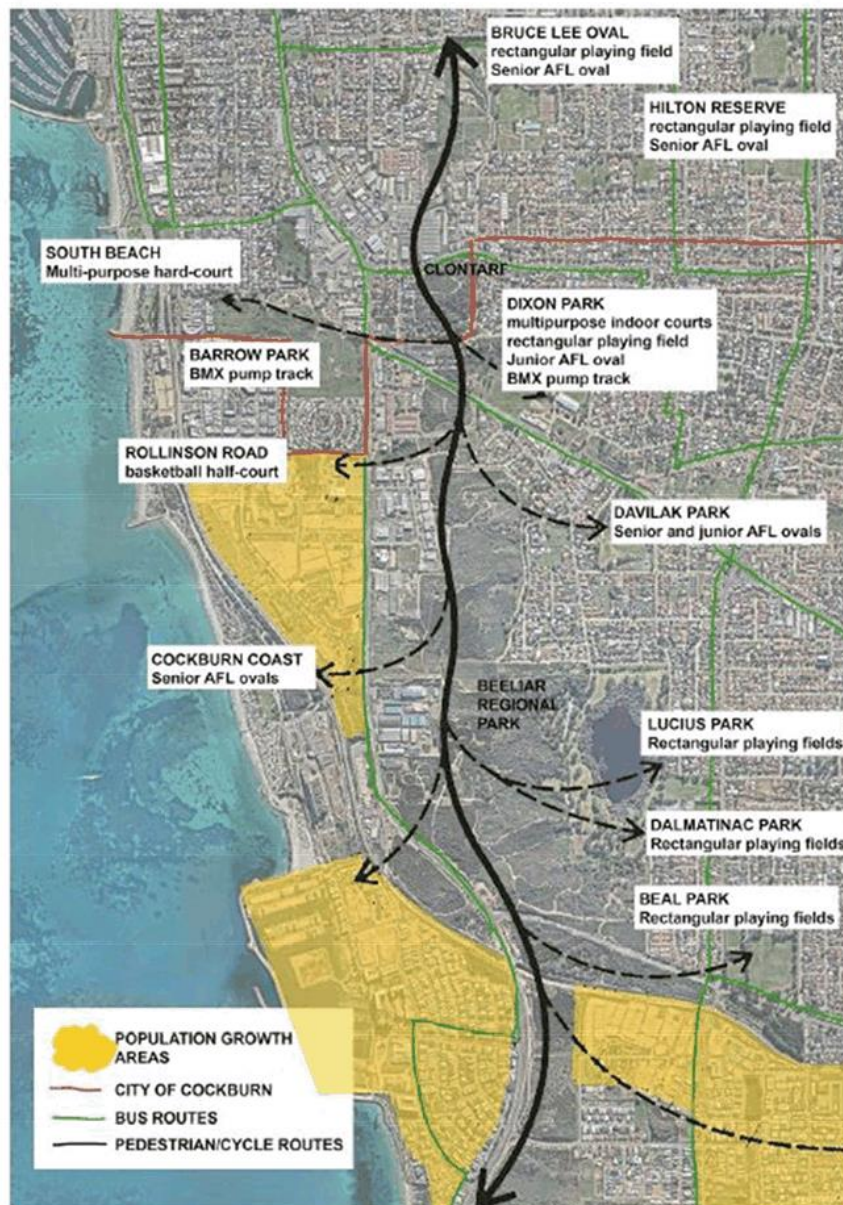 BRUCE LEE OVAL
rectangular playing field
Senior AFL oval
HILTON RESERVE
rectangular playing field
Senior AFL oval
SOUTH BEACH
Multi-purpose hard-court
CLONTARF
DIXON PARK
multipurpose indoor courts
rectangular playing field
Junior AFL oval
BMX pump track
BARROW PARK
BMX pump track
ROLLINSON ROAD
basketball half-court
DAVILAK PARK
Senior and junior AFL ovals
COCKBURN COAST
Senior AFL ovals
BEELIAR
REGIONAL
PARK
LUCIUS PARK
Rectangular playing fields
DALMATINAC PARK
Rectangular playing fields
BEAL PARK
Rectangular playing fields
POPULATION GROWTH
AREAS
CITY OF COCKBURN
BUS ROUTES
PEDESTRIAN/CYCLE ROUTES